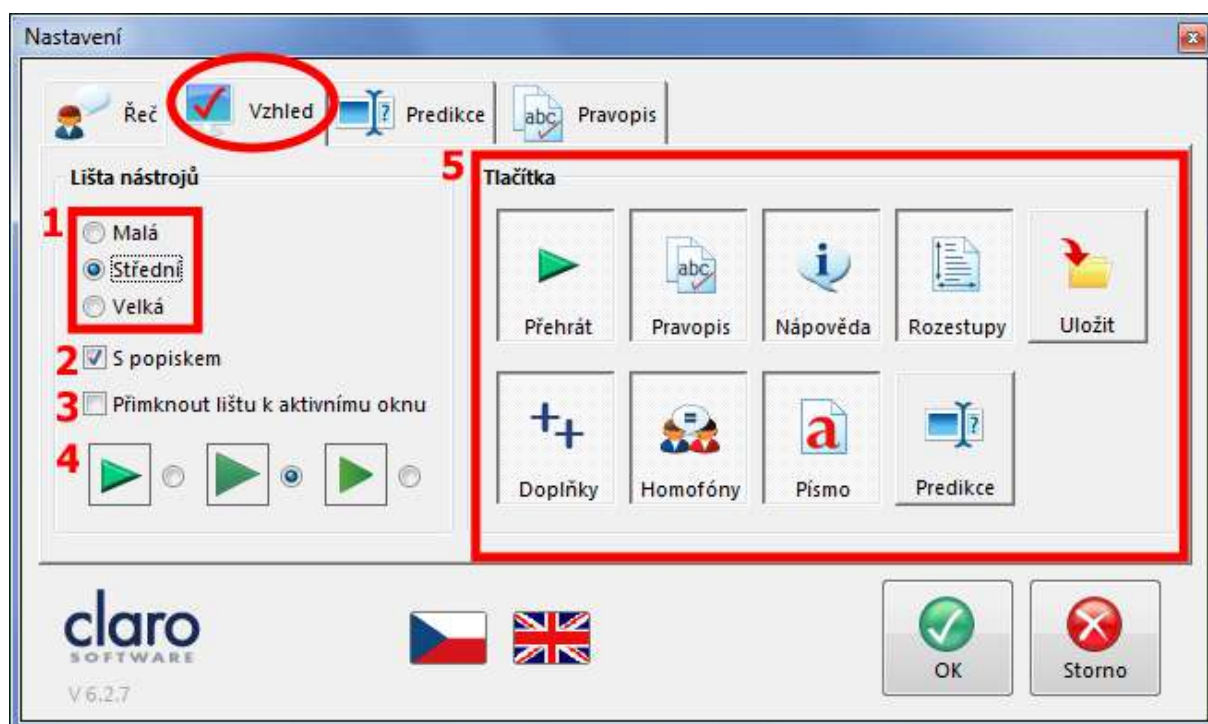 Nastavení
Řeč Vzhled Predikce Pravopis
Lišta nástrojů
1
Malá
Střední
Velká
2 S popiskem
3 Přimknout lištu k aktivnímu oknu
4
5 Tlačítka
Přehrát Pravopis Nápověda Rozestupy Uložit
Doplňky Homofóny Písmo Predikce
claro
SOFTWARE
V 6.2.7
OK Storno